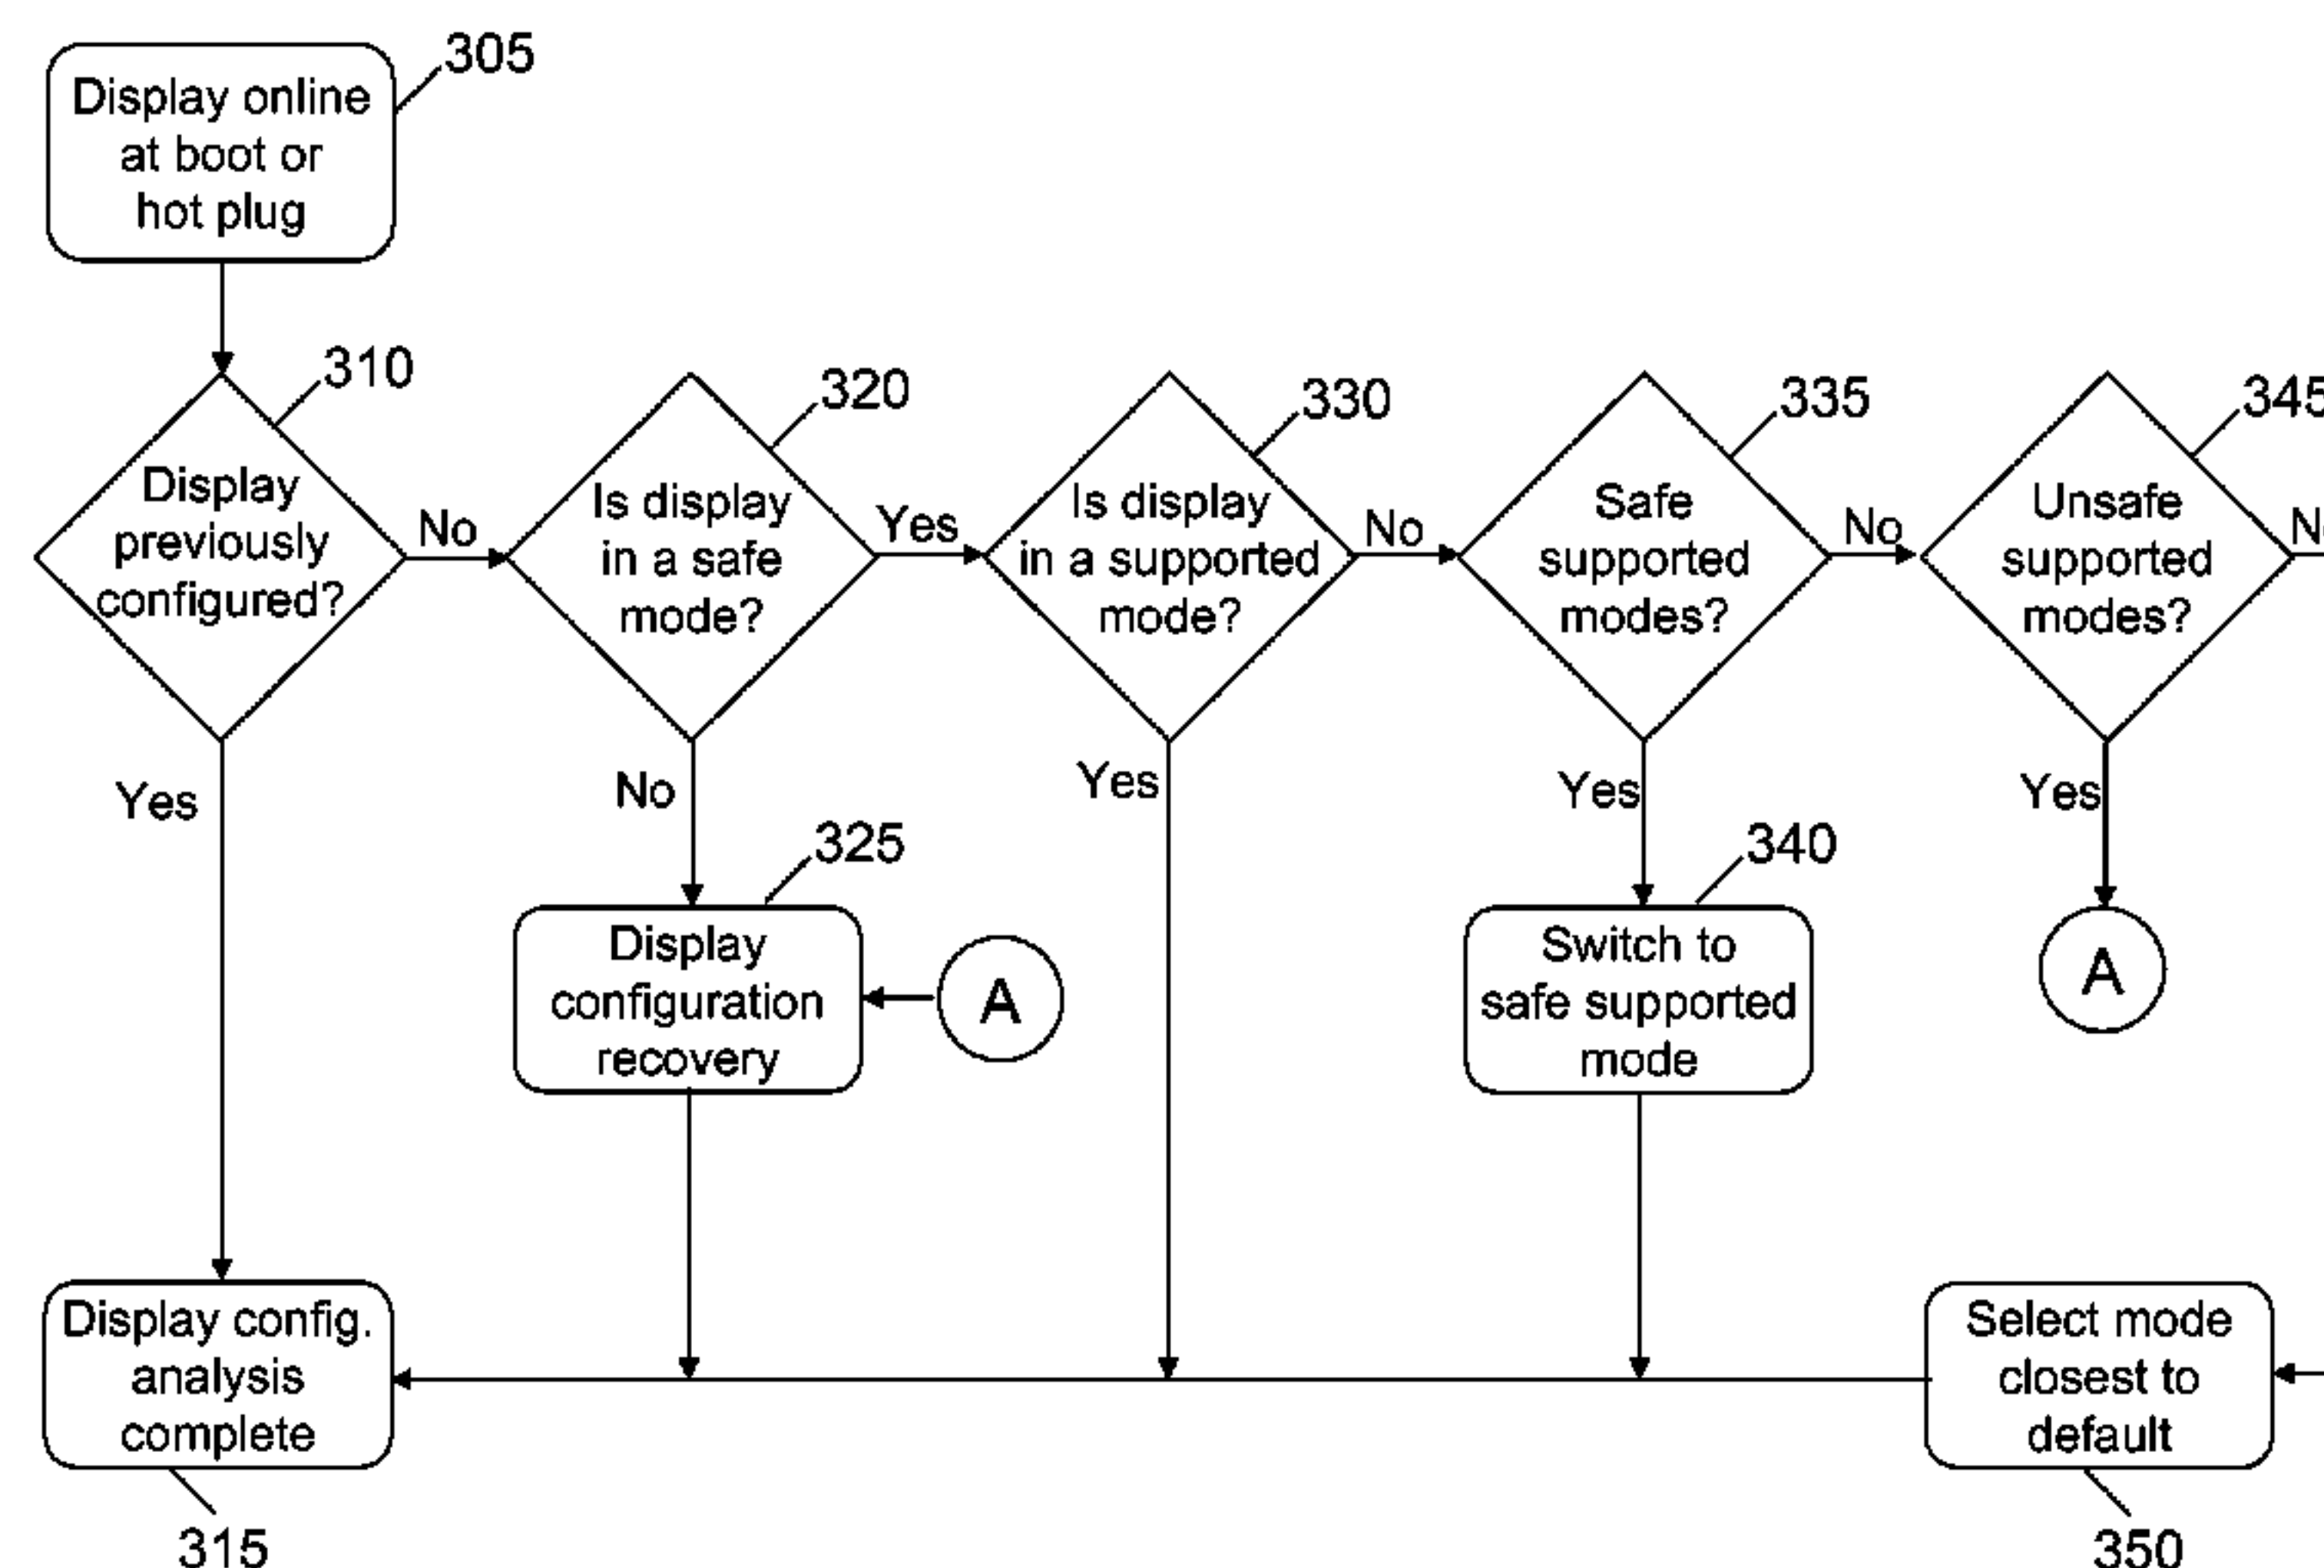 305
Display online
at boot or
hot plug
310
Display
previously
configured?
No
320
Is display
in a safe
mode?
Yes
330
Is display
in a supported
mode?
No
335
Safe
supported
modes?
No
345
Unsafe
supported
modes?
No
Yes
No
Yes
Yes
Yes
325
Display
configuration
recovery
A
340
Switch to
safe supported
mode
A
Display config.
analysis
complete
315
Select mode
closest to
default
350